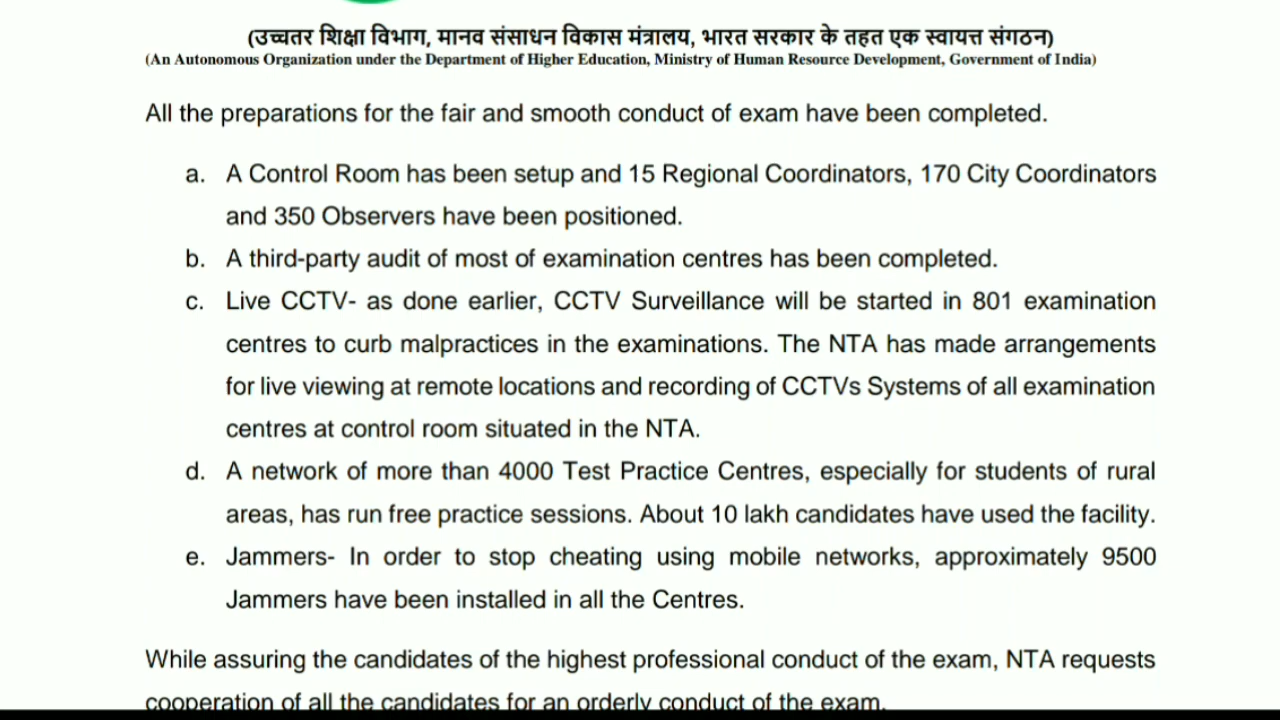 (उच्चतर शिक्षा विभाग, मानव संसाधन विकास मंत्रालय, भारत सरकार के तहत एक स्वायत्त संगठन)
(An Autonomous Organization under the Department of Higher Education, Ministry of Human Resource Development, Government of India)
All the preparations for the fair and smooth conduct of exam have been completed.
a. A Control Room has been setup and 15 Regional Coordinators, 170 City Coordinators
and 350 Observers have been positioned.
b. A third-party audit of most of examination centres has been completed.
c. Live CCTV- as done earlier, CCTV Surveillance will be started in 801 examination
centres to curb malpractices in the examinations. The NTA has made arrangements
for live viewing at remote locations and recording of CCTVs Systems of all examination
centres at control room situated in the NTA.
d. A network of more than 4000 Test Practice Centres, especially for students of rural
areas, has run free practice sessions. About 10 lakh candidates have used the facility.
e. Jammers- In order to stop cheating using mobile networks, approximately 9500
Jammers have been installed in all the Centres.
While assuring the candidates of the highest professional conduct of the exam, NTA requests
cooperation of all the candidates for an orderly conduct of the exam.